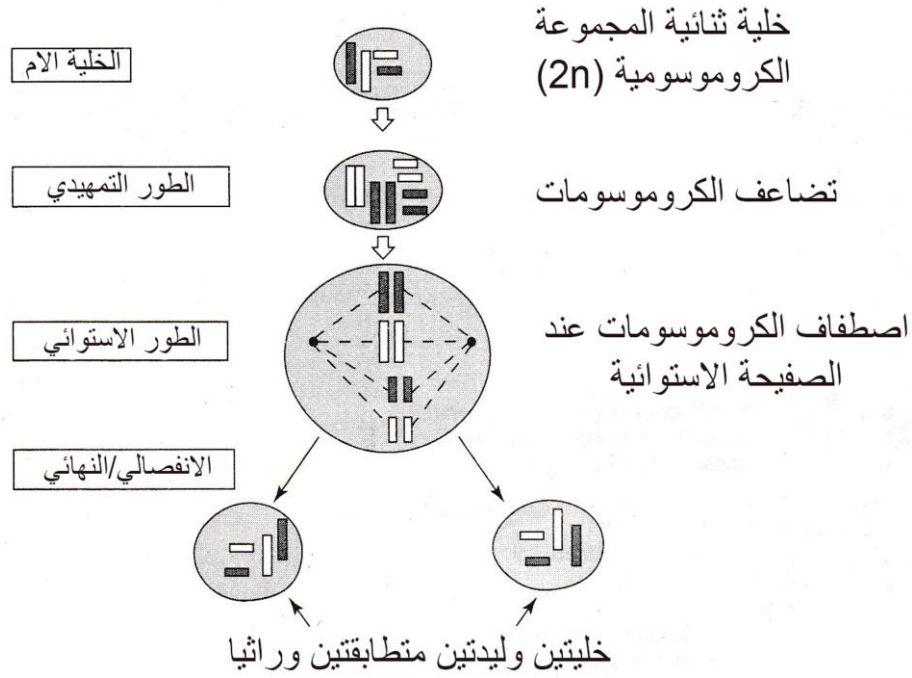 خلية ثنائية المجموعة
الكروموسومية (2n)
الخلية الام
تضاعف الكروموسومات
الطور التمهيدي
اصطفاف الكروموسومات عند
الصفيحة الاستوائية
الطور الاستوائي
الانفصالي/النهائي
خليتين وليدتين متطابقتين وراثيا